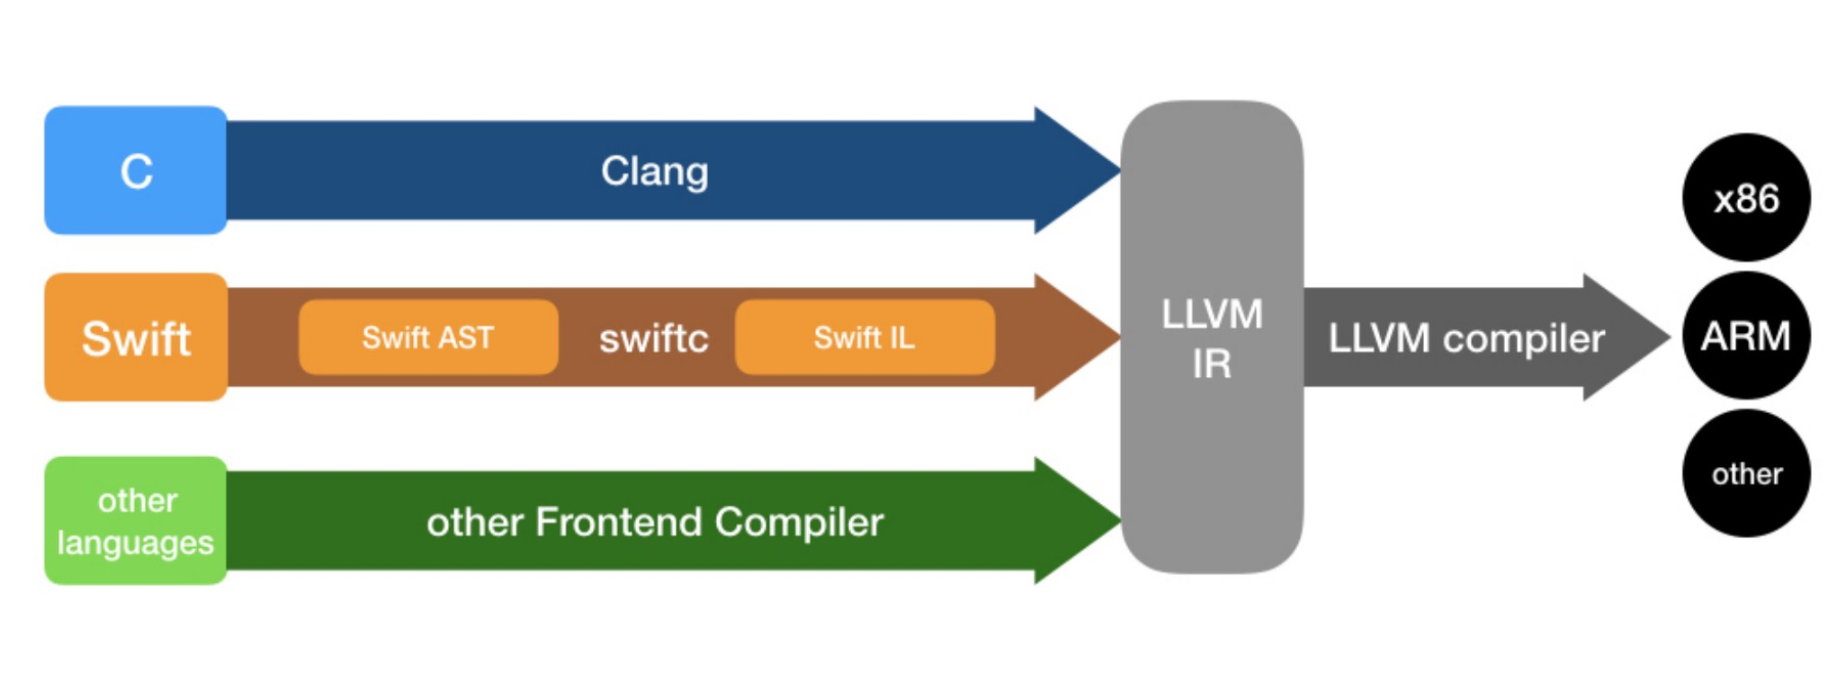 C
Clang
Swift
Swift AST
swiftc
Swift IL
other
languages
other Frontend Compiler
LLVM
IR
LLVM compiler
x86
ARM
other